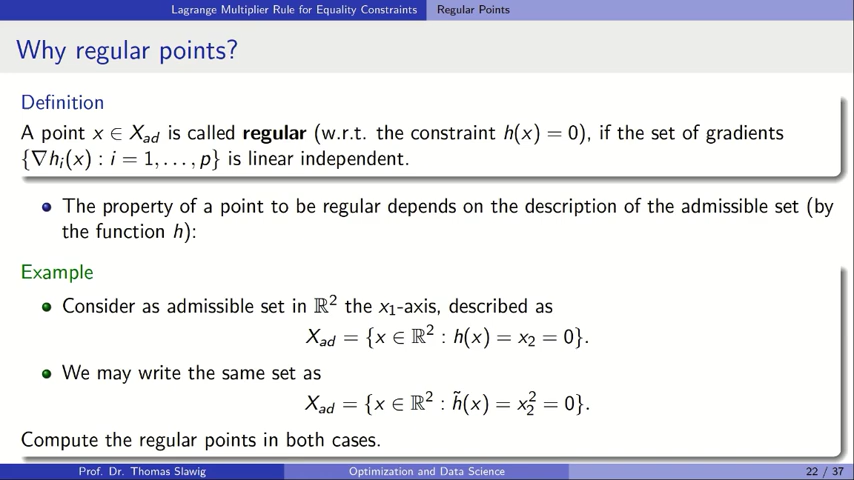 Lagrange Multiplier Rule for Equality Constraints Regular Points
Why regular points?
Definition
A point x ∈ X_ad is called regular (w.r.t. the constraint h(x) = 0), if the set of gradients
{∇h_i(x) : i = 1, . . . , p} is linear independent.
The property of a point to be regular depends on the description of the admissible set (by
the function h):
Example
Consider as admissible set in ℝ² the x₁-axis, described as
X_ad = {x ∈ ℝ² : h(x) = x₂ = 0}.
We may write the same set as
X_ad = {x ∈ ℝ² : h̃(x) = x₂² = 0}.
Compute the regular points in both cases.
Prof. Dr. Thomas Slawig Optimization and Data Science 22 / 37